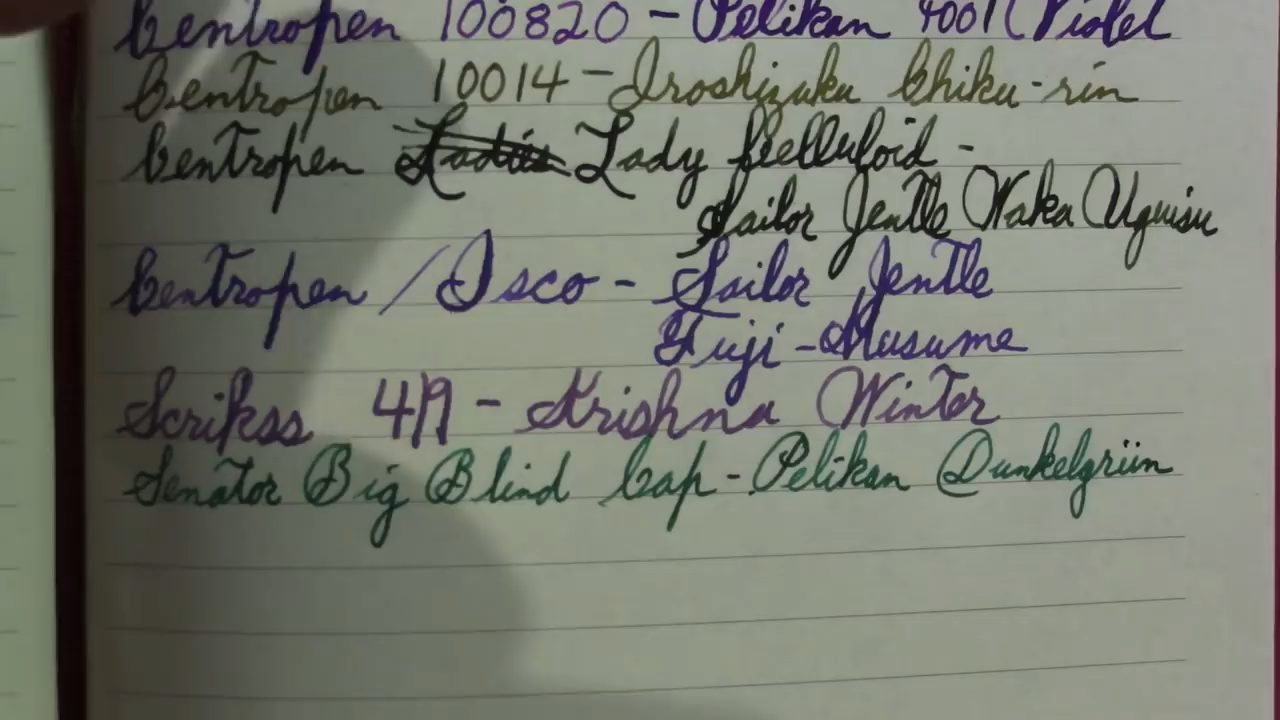 Centropen 100820 - Pelikan 4001 Violet
Centropen 10014 - Iroshizuku Chiku-rin
Centropen Ladies Lady Celluloid -
Sailor Jentle Waka Uguisu
Centropen / Isco - Sailor Jentle
Fuji-Musume
Scrikss 419 - Krishna Winter
Senator Big Blind Cap - Pelikan Dunkelgrün